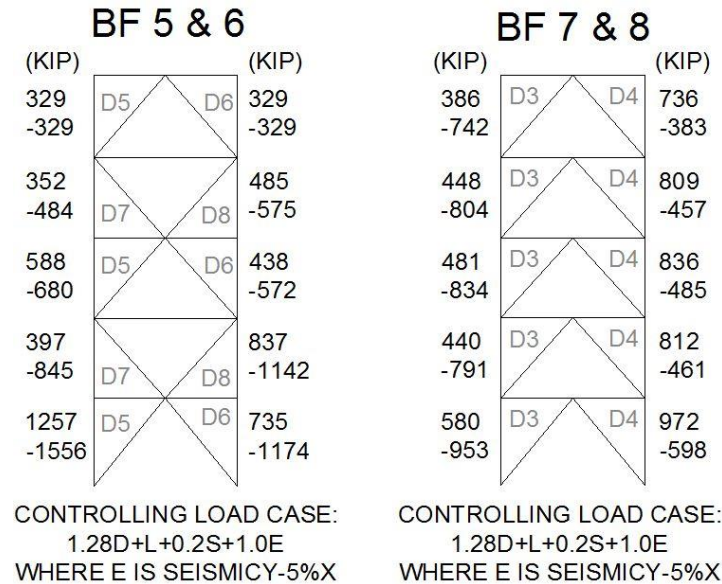 BF 5 & 6
(KIP) (KIP)
329 D5 D6 329
-329 -329
352 485
-484 D7 D8 -575
588 D5 D6 438
-680 -572
397 837
-845 D7 D8 -1142
1257 D5 D6 735
-1556 -1174
CONTROLLING LOAD CASE:
1.28D+L+0.2S+1.0E
WHERE E IS SEISMICY-5%X
BF 7 & 8
(KIP) (KIP)
386 D3 D4 736
-742 -383
448 D3 D4 809
-804 -457
481 D3 D4 836
-834 -485
440 D3 D4 812
-791 -461
580 D3 D4 972
-953 -598
CONTROLLING LOAD CASE:
1.28D+L+0.2S+1.0E
WHERE E IS SEISMICY-5%X